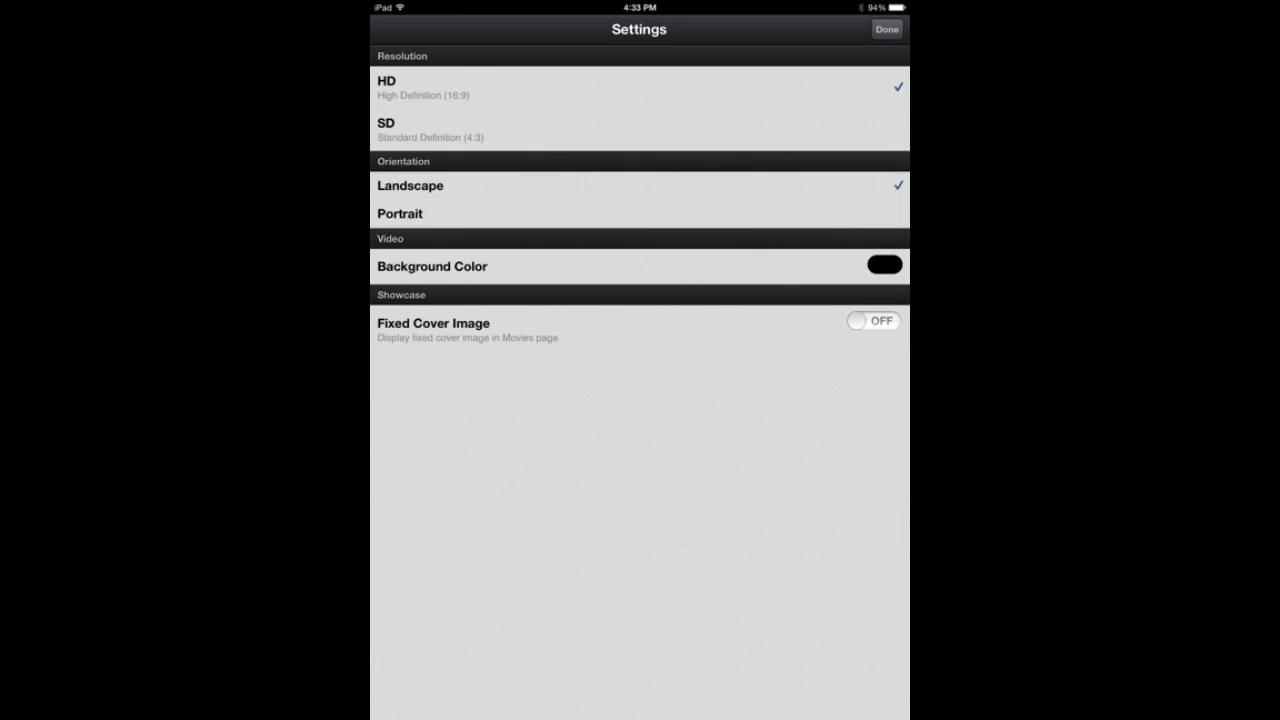 iPad
4:33 PM
94%
Settings
Done
Resolution
HD
High Definition (16:9)
SD
Standard Definition (4:3)
Orientation
Landscape
Portrait
Video
Background Color
Showcase
Fixed Cover Image
OFF
Display fixed cover image in Movies page